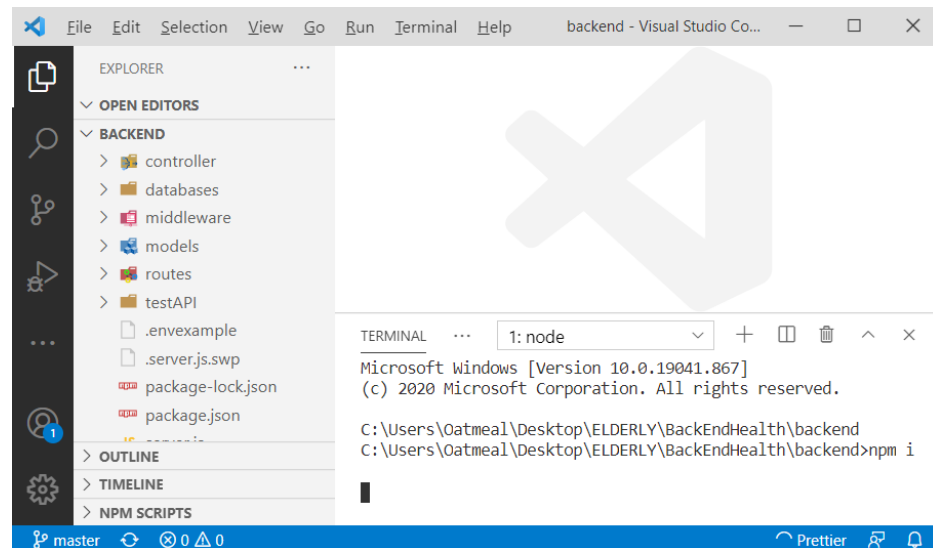 File Edit Selection View Go Run Terminal Help backend - Visual Studio Co...
EXPLORER ...
OPEN EDITORS
BACKEND
controller
databases
middleware
models
routes
testAPI
.envexample
.server.js.swp
package-lock.json
package.json
OUTLINE
TIMELINE
NPM SCRIPTS
TERMINAL ... 1: node
Microsoft Windows [Version 10.0.19041.867]
(c) 2020 Microsoft Corporation. All rights reserved.
C:\Users\Oatmeal\Desktop\ELDERLY\BackEndHealth\backend
C:\Users\Oatmeal\Desktop\ELDERLY\BackEndHealth\backend>npm i
1
master 0 0 Prettier